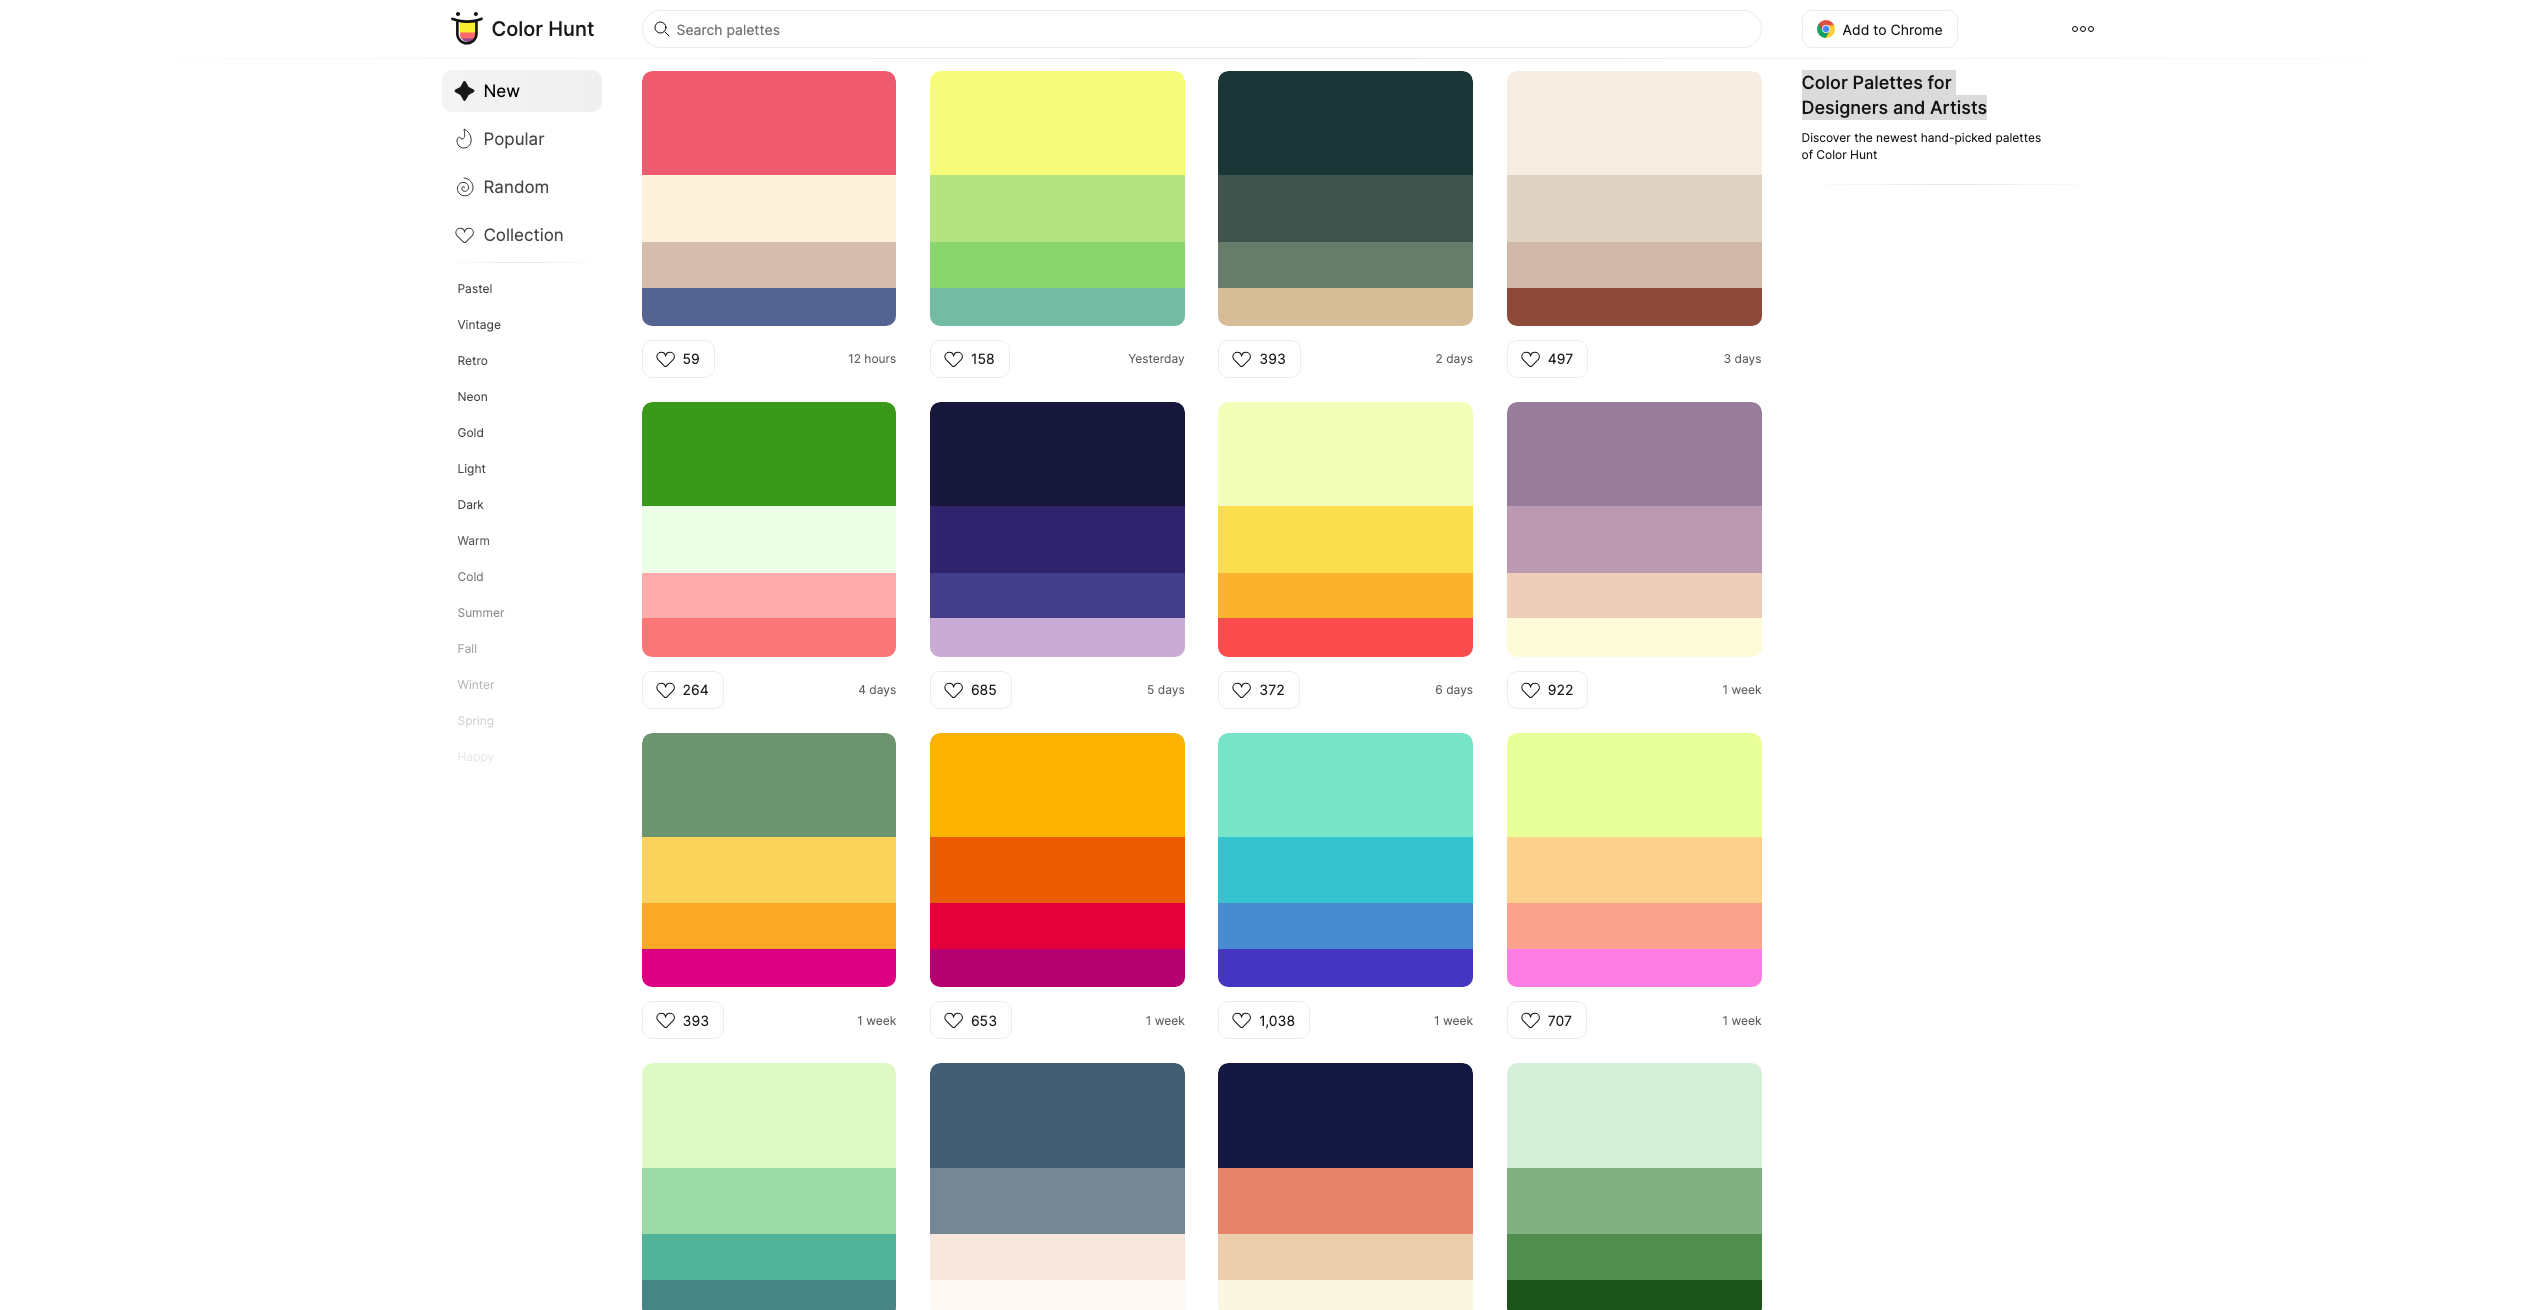 Color Hunt
Search palettes
Add to Chrome
New
Popular
Random
Collection
Pastel
Vintage
Retro
Neon
Gold
Light
Dark
Warm
Cold
Summer
Fall
Winter
Spring
Happy
59
12 hours
158
Yesterday
393
2 days
497
3 days
264
4 days
685
5 days
372
6 days
922
1 week
393
1 week
653
1 week
1,038
1 week
707
1 week
Color Palettes for
Designers and Artists
Discover the newest hand-picked palettes
of Color Hunt